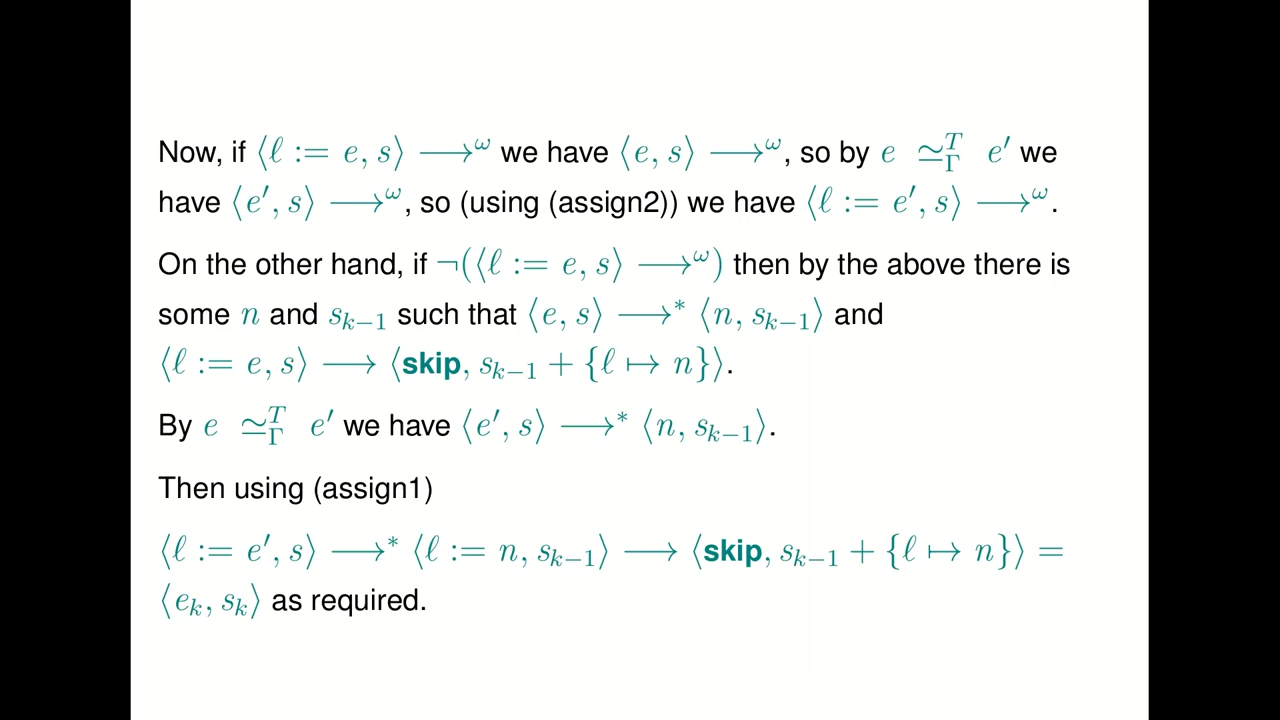 Now, if ⟨ℓ := e, s⟩ ⟶^ω we have ⟨e, s⟩ ⟶^ω, so by e ≃_Γ^T e′ we
have ⟨e′, s⟩ ⟶^ω, so (using (assign2)) we have ⟨ℓ := e′, s⟩ ⟶^ω.
On the other hand, if ¬(⟨ℓ := e, s⟩ ⟶^ω) then by the above there is
some n and s_{k−1} such that ⟨e, s⟩ ⟶* ⟨n, s_{k−1}⟩ and
⟨ℓ := e, s⟩ ⟶ ⟨skip, s_{k−1} + {ℓ ↦ n}⟩.
By e ≃_Γ^T e′ we have ⟨e′, s⟩ ⟶* ⟨n, s_{k−1}⟩.
Then using (assign1)
⟨ℓ := e′, s⟩ ⟶* ⟨ℓ := n, s_{k−1}⟩ ⟶ ⟨skip, s_{k−1} + {ℓ ↦ n}⟩ =
⟨e_k, s_k⟩ as required.